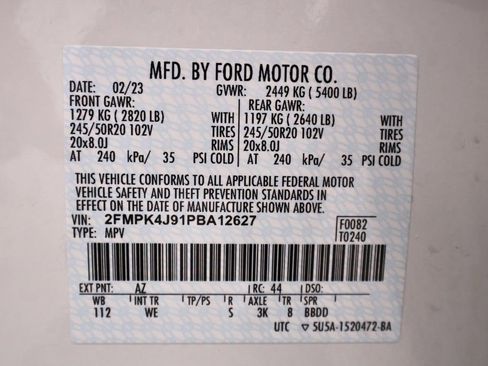 MFD. BY FORD MOTOR CO.
DATE: 02/23 GVWR: 2449 KG ( 5400 LB)
FRONT GAWR: REAR GAWR:
1279 KG ( 2820 LB) WITH 1197 KG ( 2640 LB) WITH
245/50R20 102V TIRES 245/50R20 102V TIRES
20x8.0J RIMS 20x8.0J RIMS
AT 240 kPa/ 35 PSI COLD AT 240 kPa/ 35 PSI COLD
THIS VEHICLE CONFORMS TO ALL APPLICABLE FEDERAL MOTOR
VEHICLE SAFETY AND THEFT PREVENTION STANDARDS IN
EFFECT ON THE DATE OF MANUFACTURE SHOWN ABOVE.
VIN: 2FMPK4J91PBA12627 F0082
TYPE: MPV T0240
EXT PNT: AZ RC: 44 DSO:
WB INT TR TP/PS R AXLE TR SPR
112 WE S 3K 8 BBDD
UTC ▽ 5U5A-1520472-BA